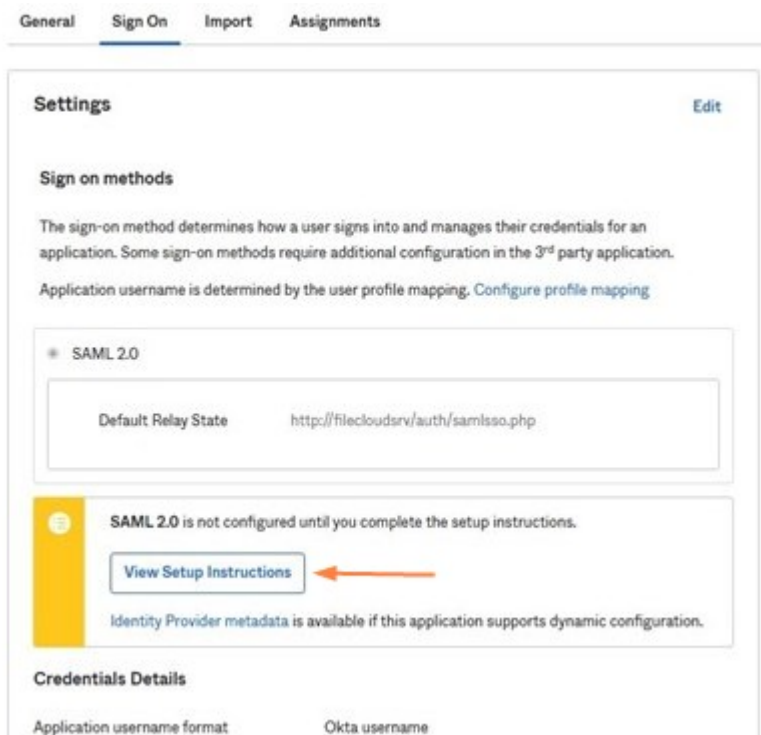 General Sign On Import Assignments
Settings Edit
Sign on methods
The sign-on method determines how a user signs into and manages their credentials for an
application. Some sign-on methods require additional configuration in the 3rd party application.
Application username is determined by the user profile mapping. Configure profile mapping
SAML 2.0
Default Relay State http://filecloudsrv/auth/samlsso.php
SAML 2.0 is not configured until you complete the setup instructions.
View Setup Instructions
Identity Provider metadata is available if this application supports dynamic configuration.
Credentials Details
Application username format Okta username